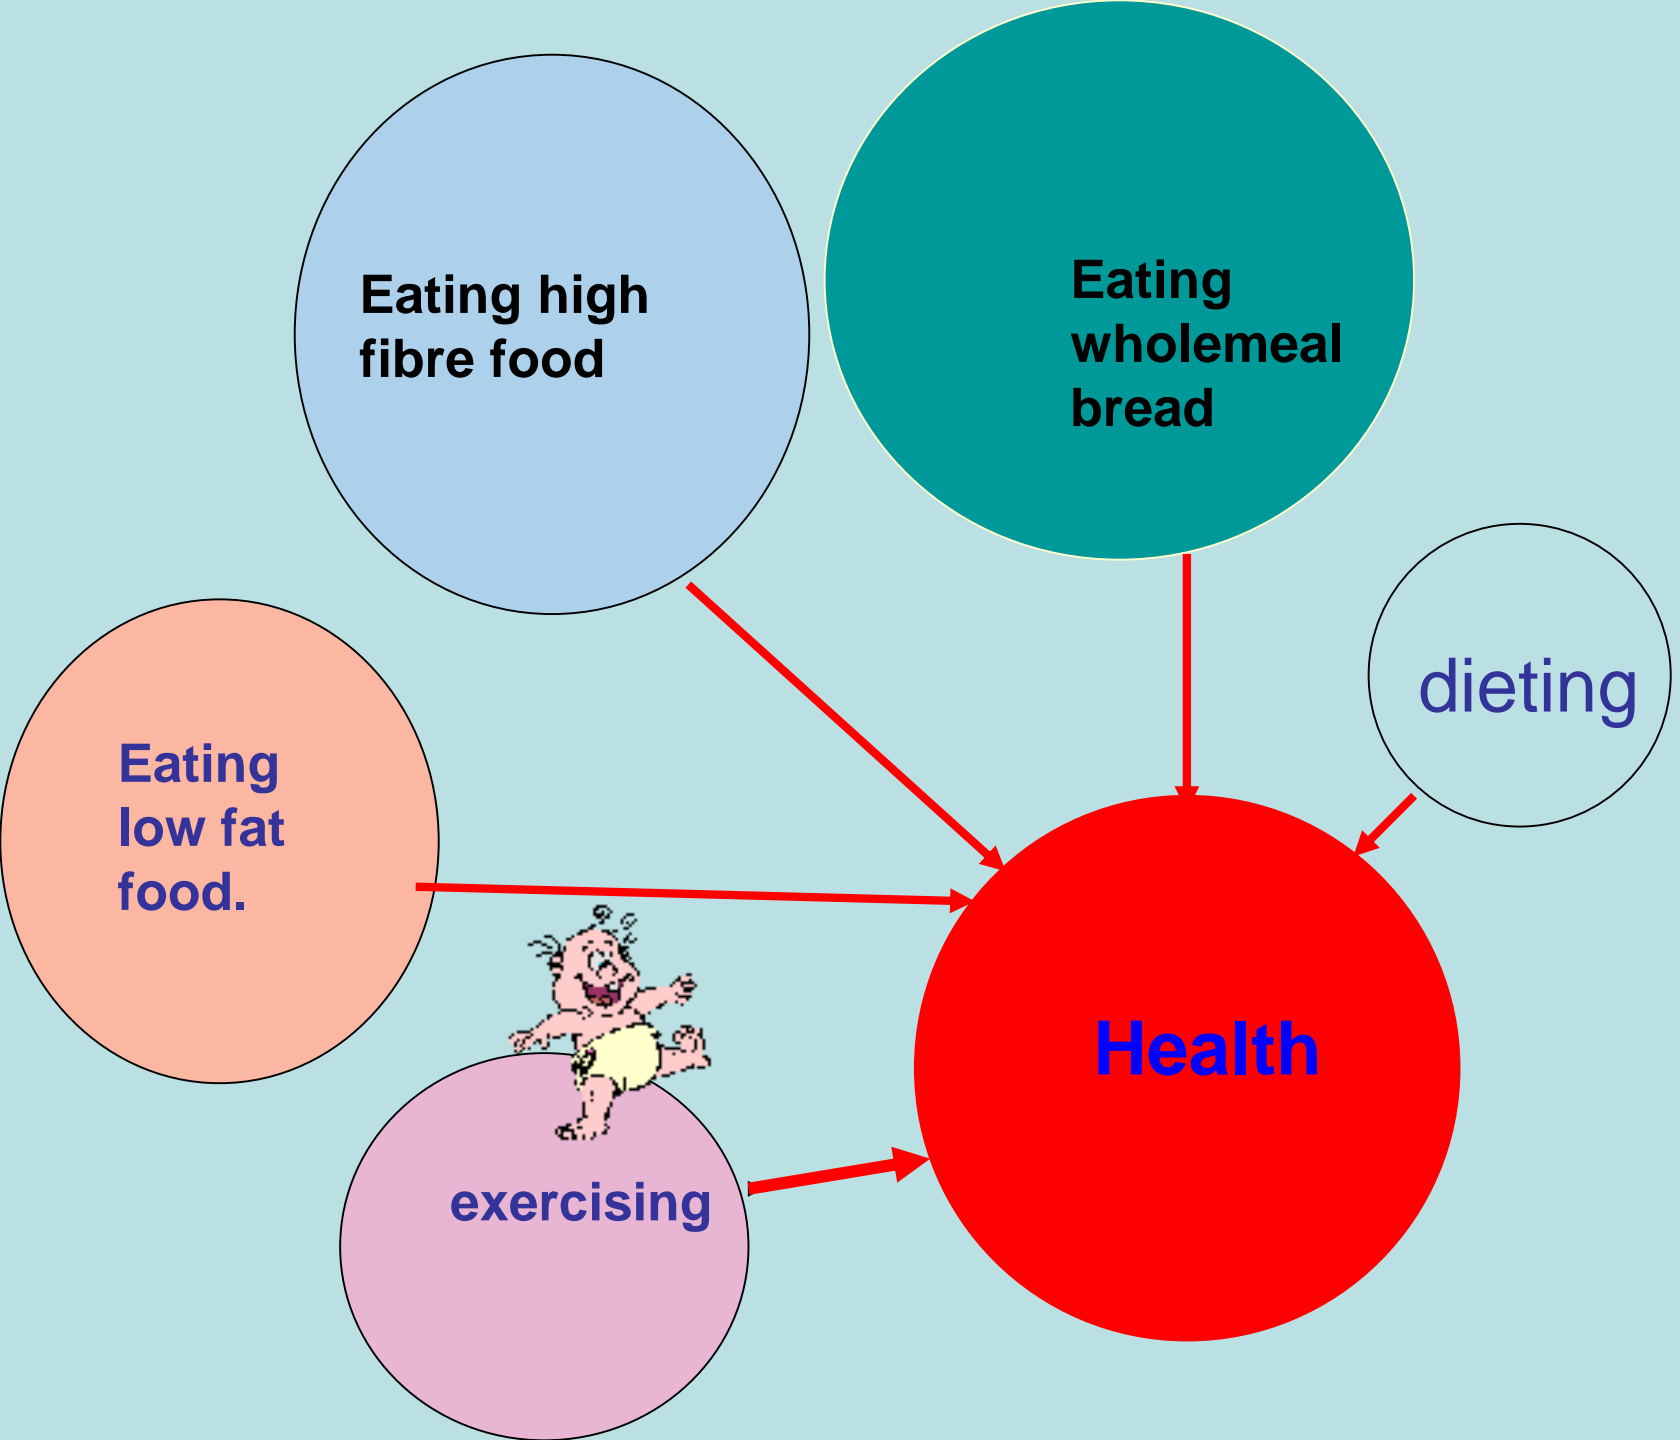 Eating high
fibre food
Eating
wholemeal
bread
dieting
Eating
low fat
food.
Health
exercising